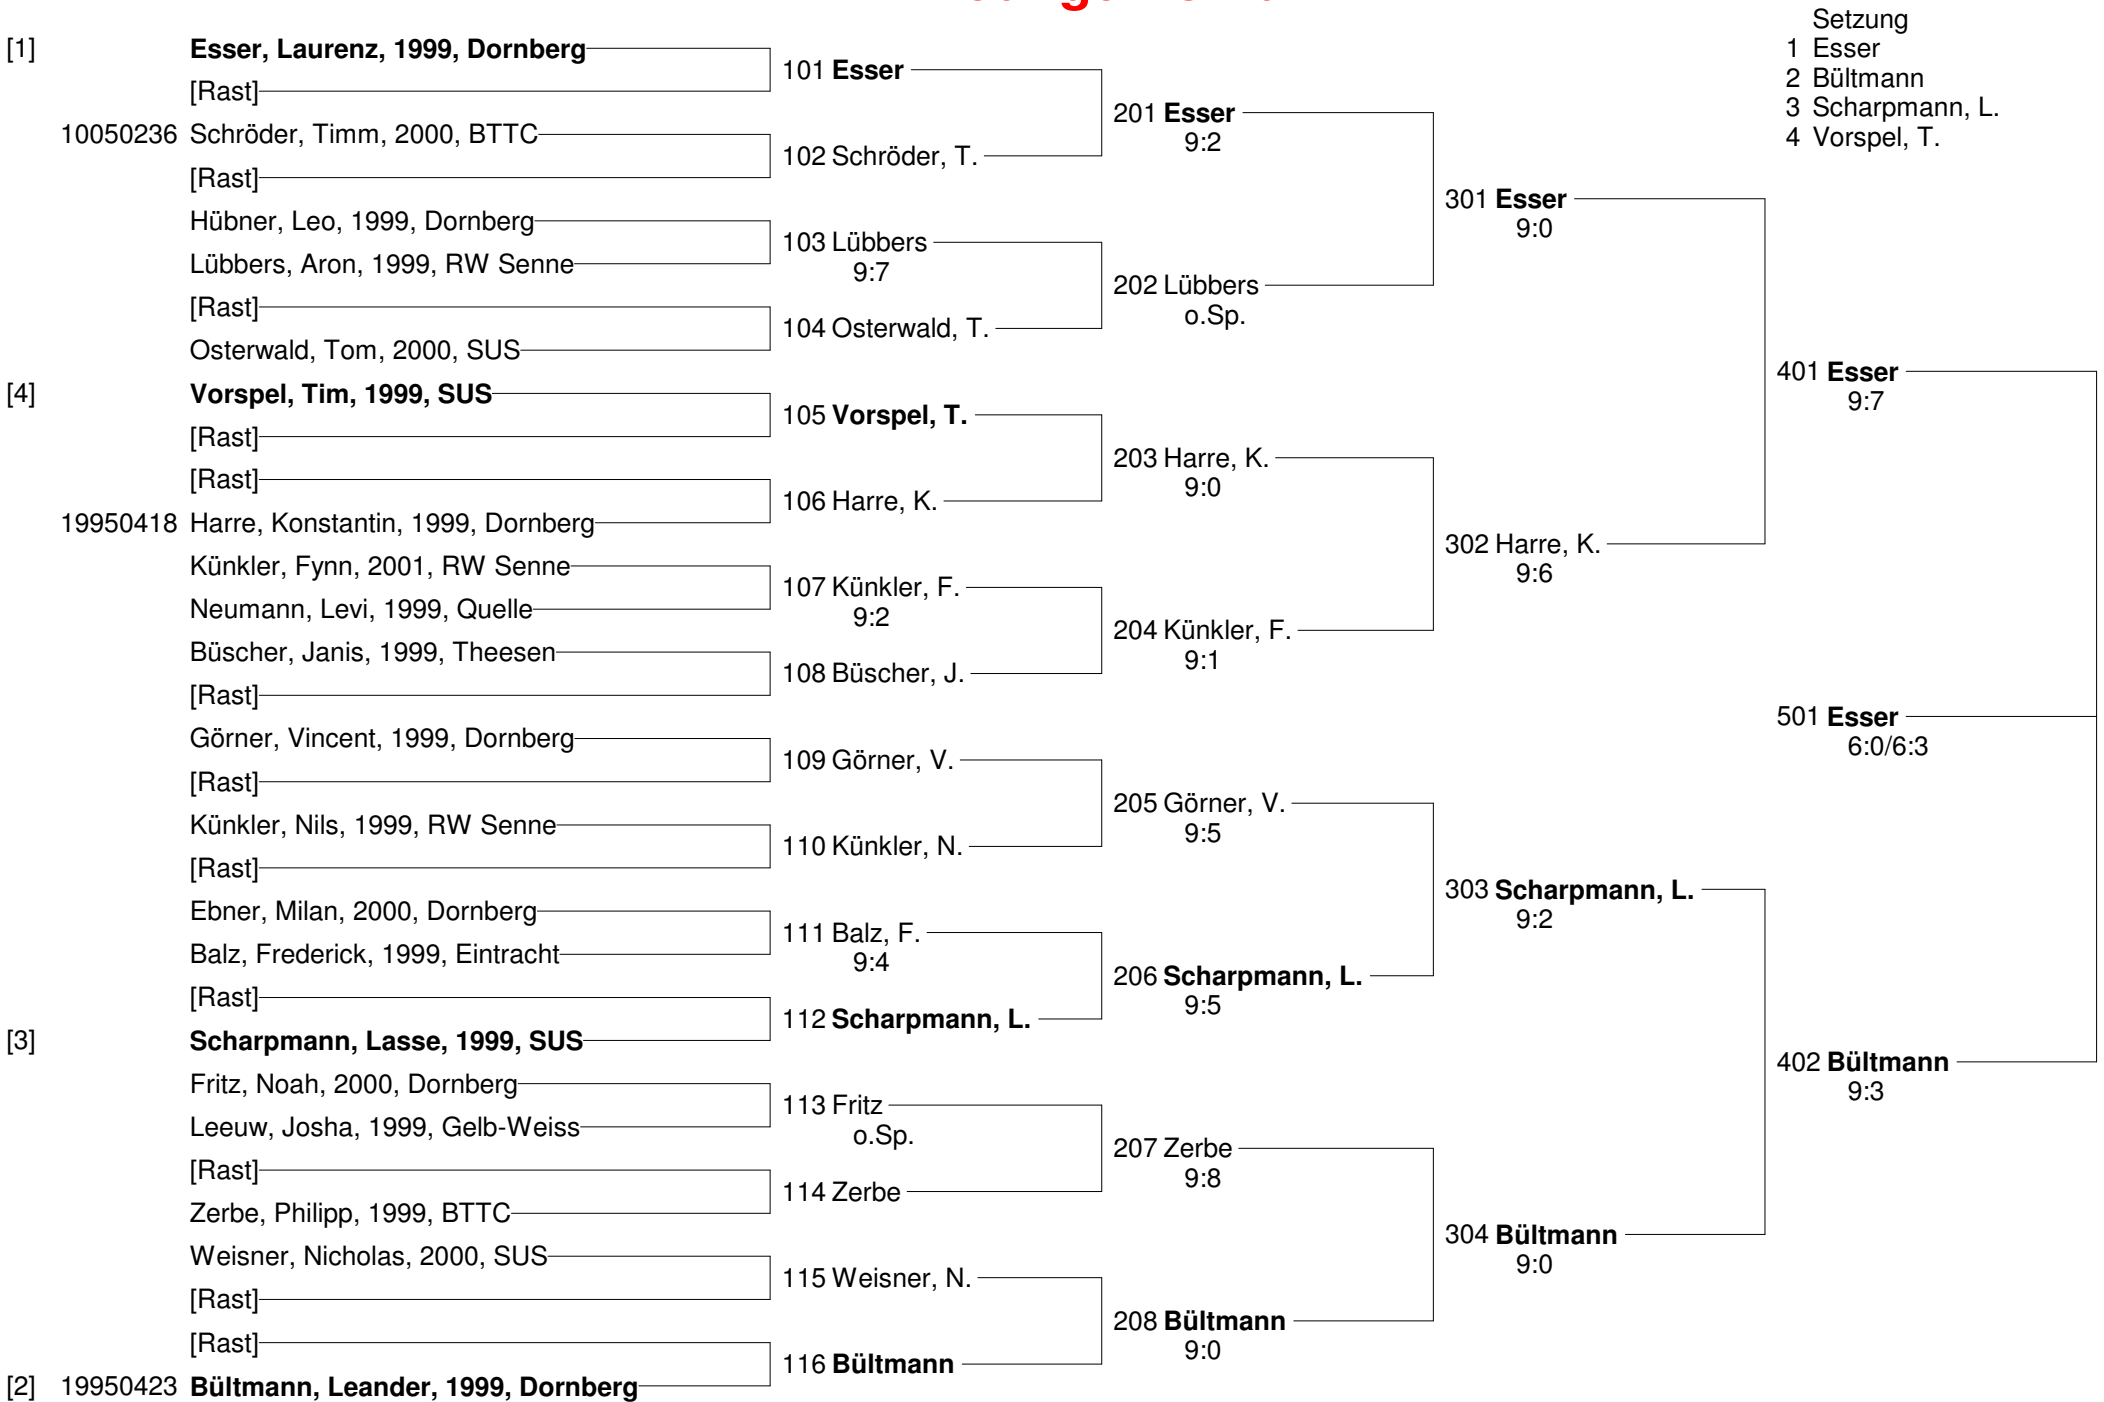 Setzung
1 Esser
2 Bültmann
3 Scharpmann, L.
4 Vorspel, T.
[1] Esser, Laurenz, 1999, Dornberg
[Rast]
10050236 Schröder, Timm, 2000, BTTC
[Rast]
Hübner, Leo, 1999, Dornberg
Lübbers, Aron, 1999, RW Senne
[Rast]
Osterwald, Tom, 2000, SUS
[4] Vorspel, Tim, 1999, SUS
[Rast]
[Rast]
19950418 Harre, Konstantin, 1999, Dornberg
Künkler, Fynn, 2001, RW Senne
Neumann, Levi, 1999, Quelle
Büscher, Janis, 1999, Theesen
[Rast]
Görner, Vincent, 1999, Dornberg
[Rast]
Künkler, Nils, 1999, RW Senne
[Rast]
Ebner, Milan, 2000, Dornberg
Balz, Frederick, 1999, Eintracht
[Rast]
[3] Scharpmann, Lasse, 1999, SUS
Fritz, Noah, 2000, Dornberg
Leeuw, Josha, 1999, Gelb-Weiss
[Rast]
Zerbe, Philipp, 1999, BTTC
Weisner, Nicholas, 2000, SUS
[Rast]
[Rast]
[2] 19950423 Bültmann, Leander, 1999, Dornberg
101 Esser
102 Schröder, T.
103 Lübbers
9:7
104 Osterwald, T.
105 Vorspel, T.
106 Harre, K.
107 Künkler, F.
9:2
108 Büscher, J.
109 Görner, V.
110 Künkler, N.
111 Balz, F.
9:4
112 Scharpmann, L.
113 Fritz
o.Sp.
114 Zerbe
115 Weisner, N.
116 Bültmann
201 Esser
9:2
202 Lübbers
o.Sp.
203 Harre, K.
9:0
204 Künkler, F.
9:1
205 Görner, V.
9:5
206 Scharpmann, L.
9:5
207 Zerbe
9:8
208 Bültmann
9:0
301 Esser
9:0
302 Harre, K.
9:6
303 Scharpmann, L.
9:2
304 Bültmann
9:0
401 Esser
9:7
501 Esser
6:0/6:3
402 Bültmann
9:3